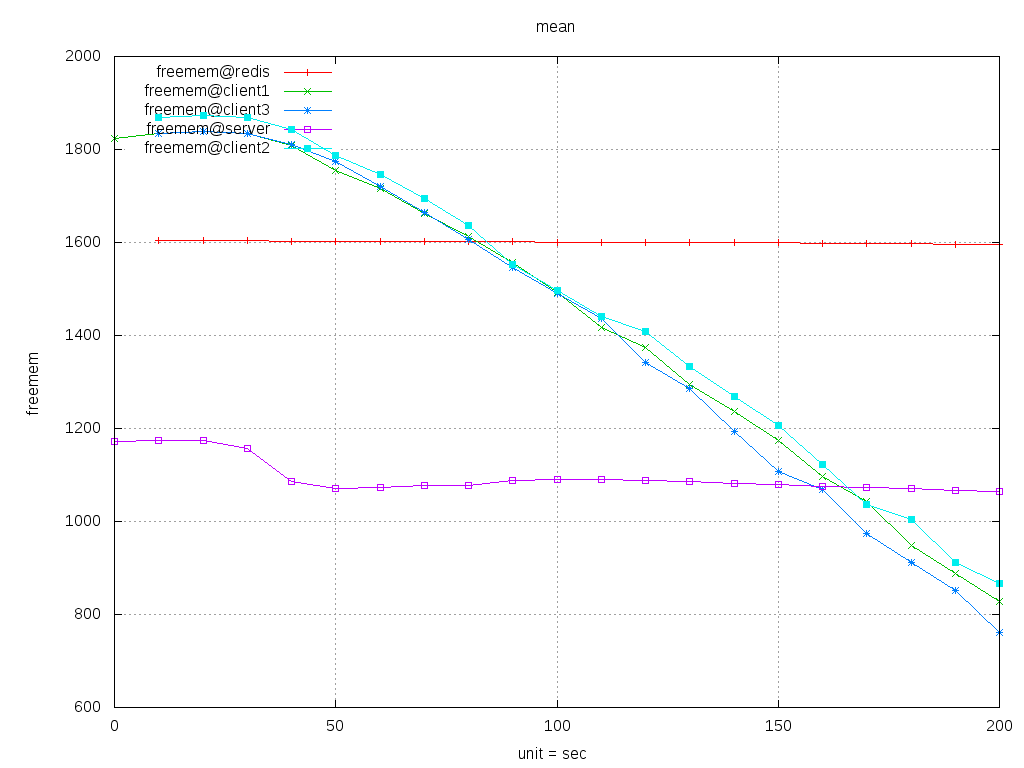 mean
2000
1800
1600
1400
1200
1000
800
600
freemem
freemem@redis
freemem@client1
freemem@client3
freemem@server
freemem@client2
0
50
100
150
200
unit = sec